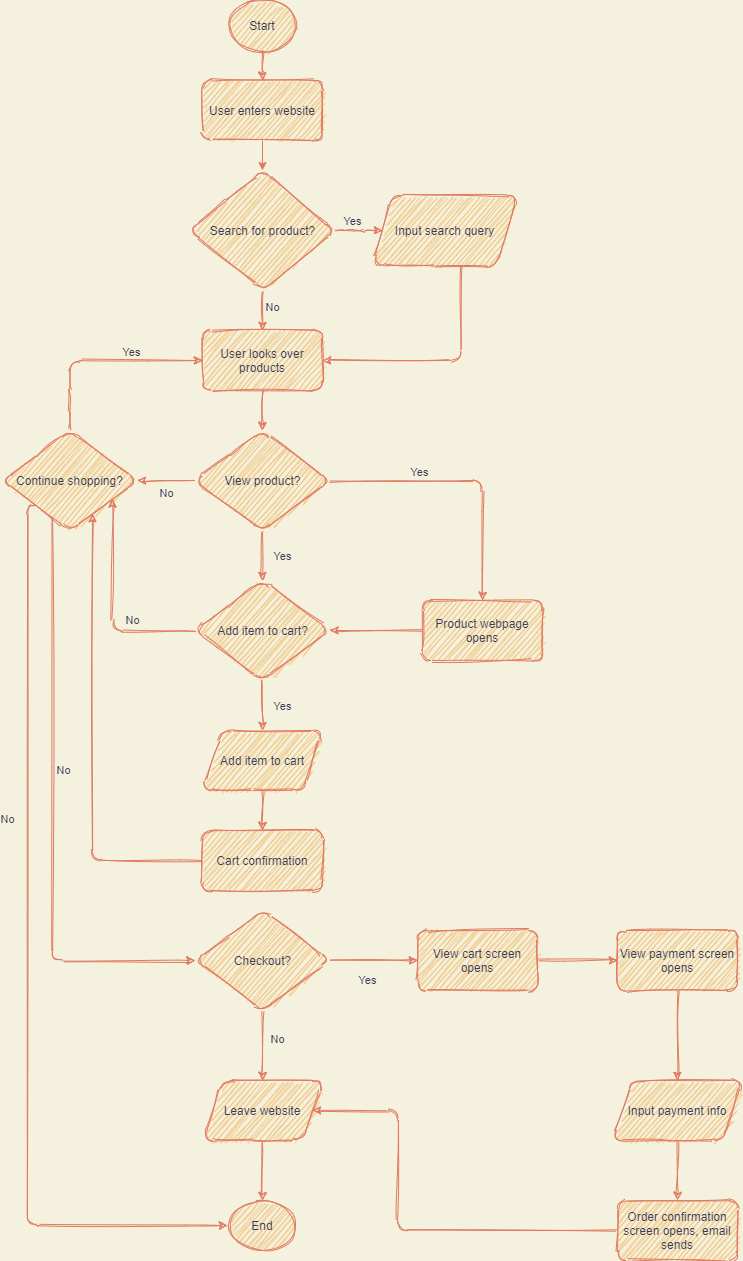 Start
User enters website
Search for product?
Yes
Input search query
No
User looks over
products
Yes
Continue shopping?
No
View product?
Yes
Yes
Product webpage
opens
Add item to cart?
No
Yes
Add item to cart
No
No
Cart confirmation
Checkout?
Yes
View cart screen
opens
View payment screen
opens
No
Leave website
Input payment info
Order confirmation
screen opens, email
sends
End